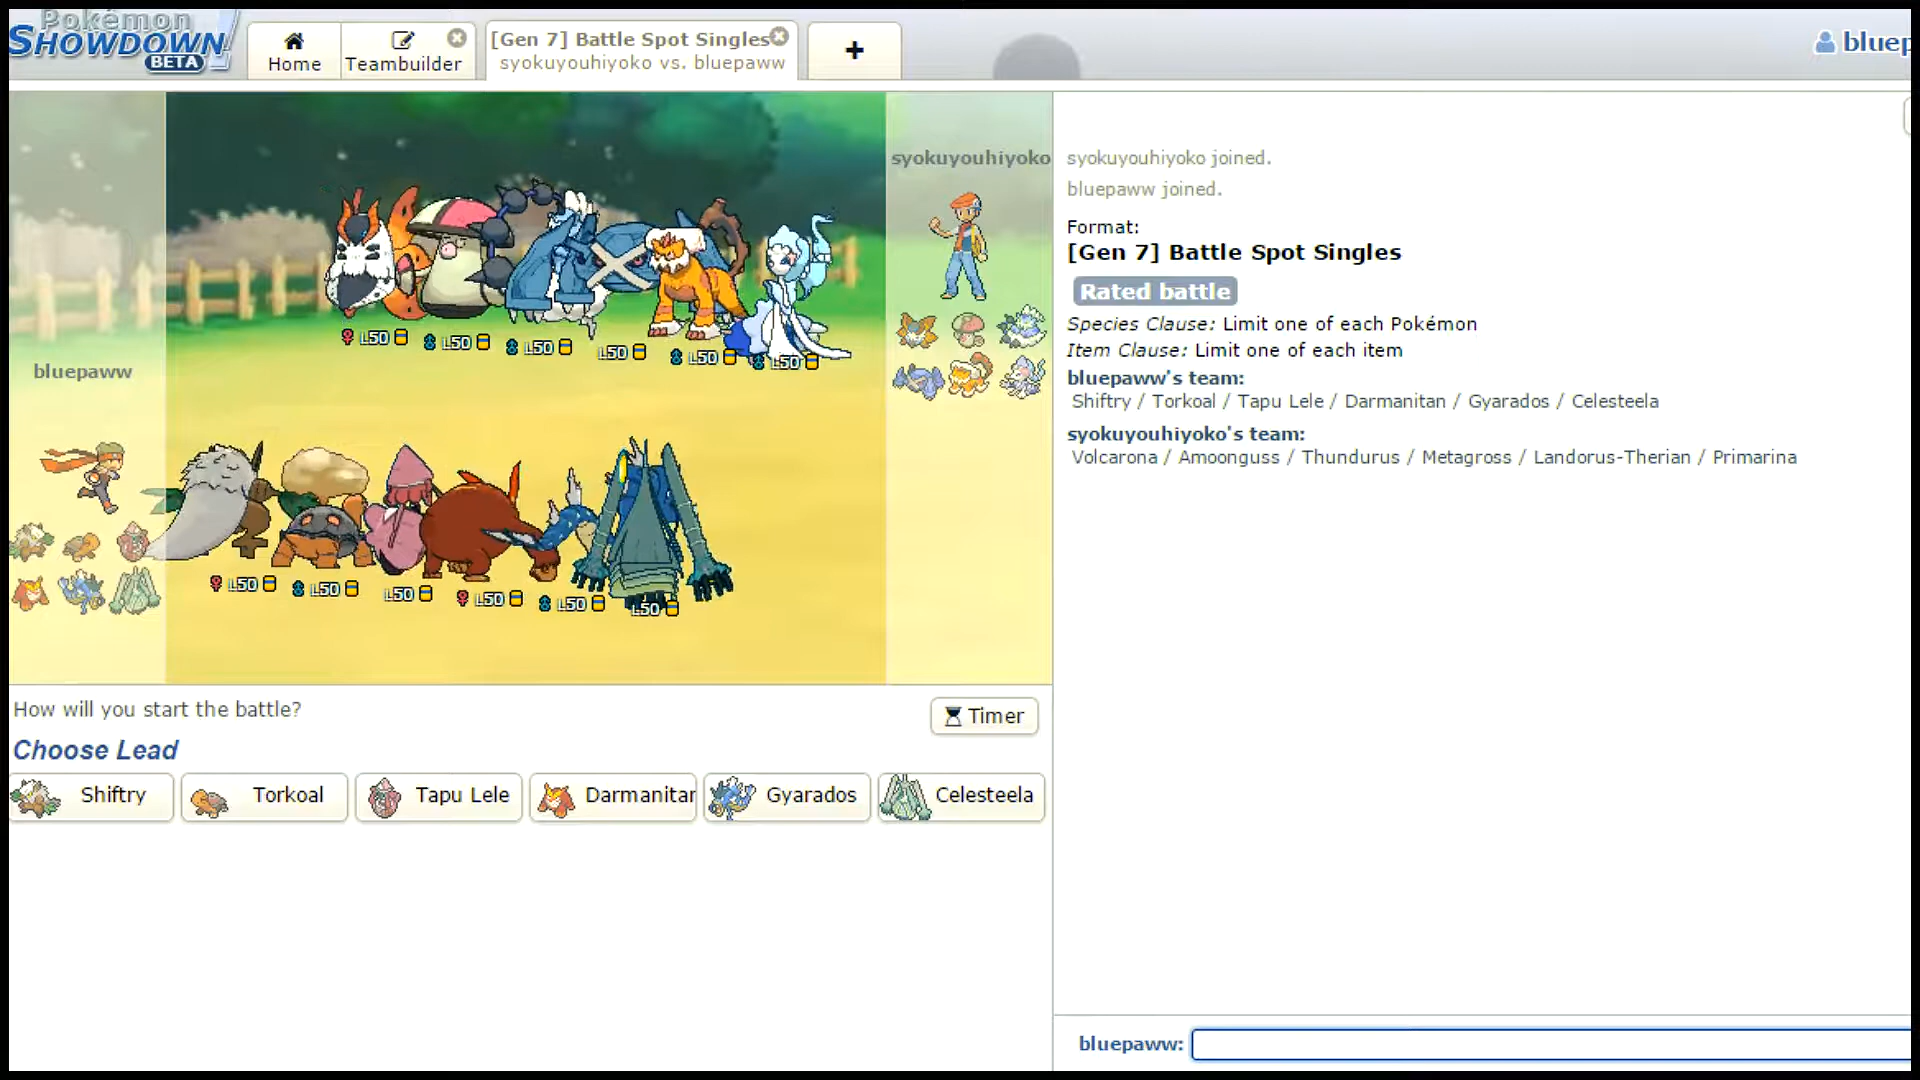 Pokémon
SHOWDOWN!
BETA
Home
Teambuilder
[Gen 7] Battle Spot Singles
syokuyouhiyoko vs. bluepaww
+
bluep
syokuyouhiyoko
L50
L50
L50
L50
L50
L50
bluepaww
L50
L50
L50
L50
L50
L50
syokuyouhiyoko joined.
bluepaww joined.
Format:
[Gen 7] Battle Spot Singles
Rated battle
Species Clause: Limit one of each Pokémon
Item Clause: Limit one of each item
bluepaww's team:
Shiftry / Torkoal / Tapu Lele / Darmanitan / Gyarados / Celesteela
syokuyouhiyoko's team:
Volcarona / Amoonguss / Thundurus / Metagross / Landorus-Therian / Primarina
How will you start the battle?
Timer
Choose Lead
Shiftry
Torkoal
Tapu Lele
Darmanitar
Gyarados
Celesteela
bluepaww: